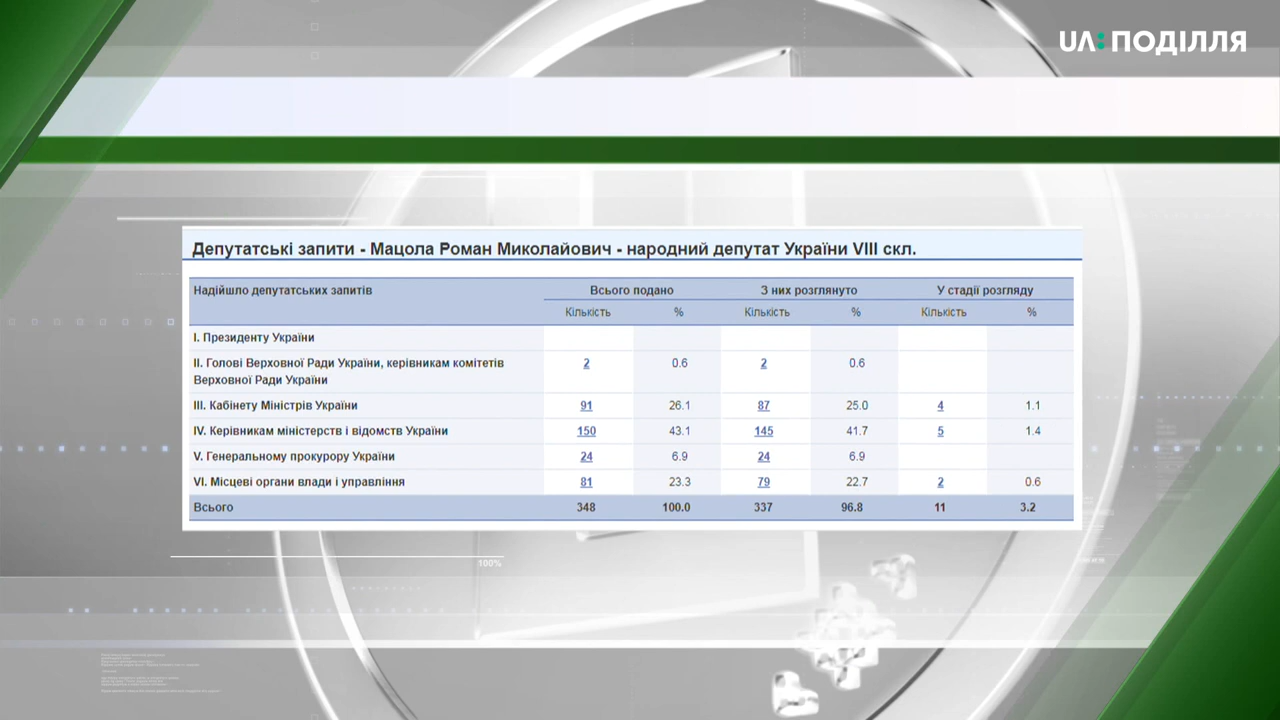 UA: ПОДІЛЛЯ
Депутатські запити - Мацола Роман Миколайович - народний депутат України VIII скл.
Надійшло депутатських запитів Всього подано З них розглянуто У стадії розгляду
Кількість % Кількість % Кількість %
I. Президенту України
II. Голові Верховної Ради України, керівникам комітетів
Верховної Ради України
2 0.6 2 0.6
III. Кабінету Міністрів України 91 26.1 87 25.0 4 1.1
IV. Керівникам міністерств і відомств України 150 43.1 145 41.7 5 1.4
V. Генеральному прокурору України 24 6.9 24 6.9
VI. Місцеві органи влади і управління 81 23.3 79 22.7 2 0.6
Всього 348 100.0 337 96.8 11 3.2
100%